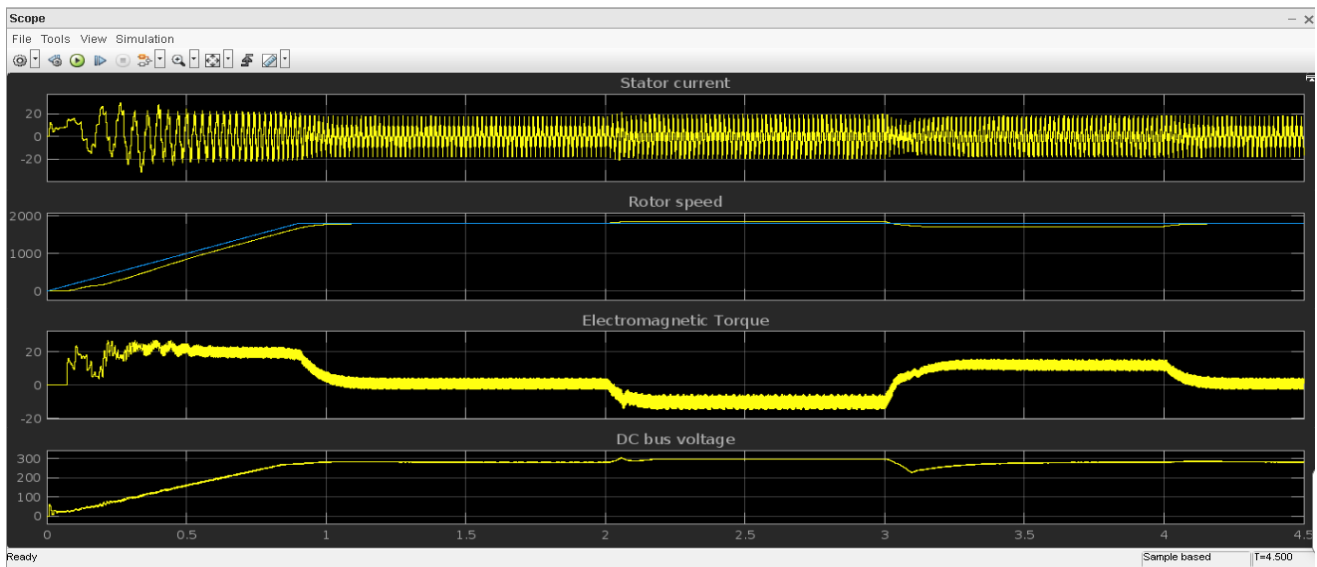 Scope
File Tools View Simulation
Stator current
20
0
-20
Rotor speed
2000
1000
0
Electromagnetic Torque
20
0
-20
DC bus voltage
300
200
100
0
0 0.5 1 1.5 2 2.5 3 3.5 4 4.5
Ready Sample based T=4.500